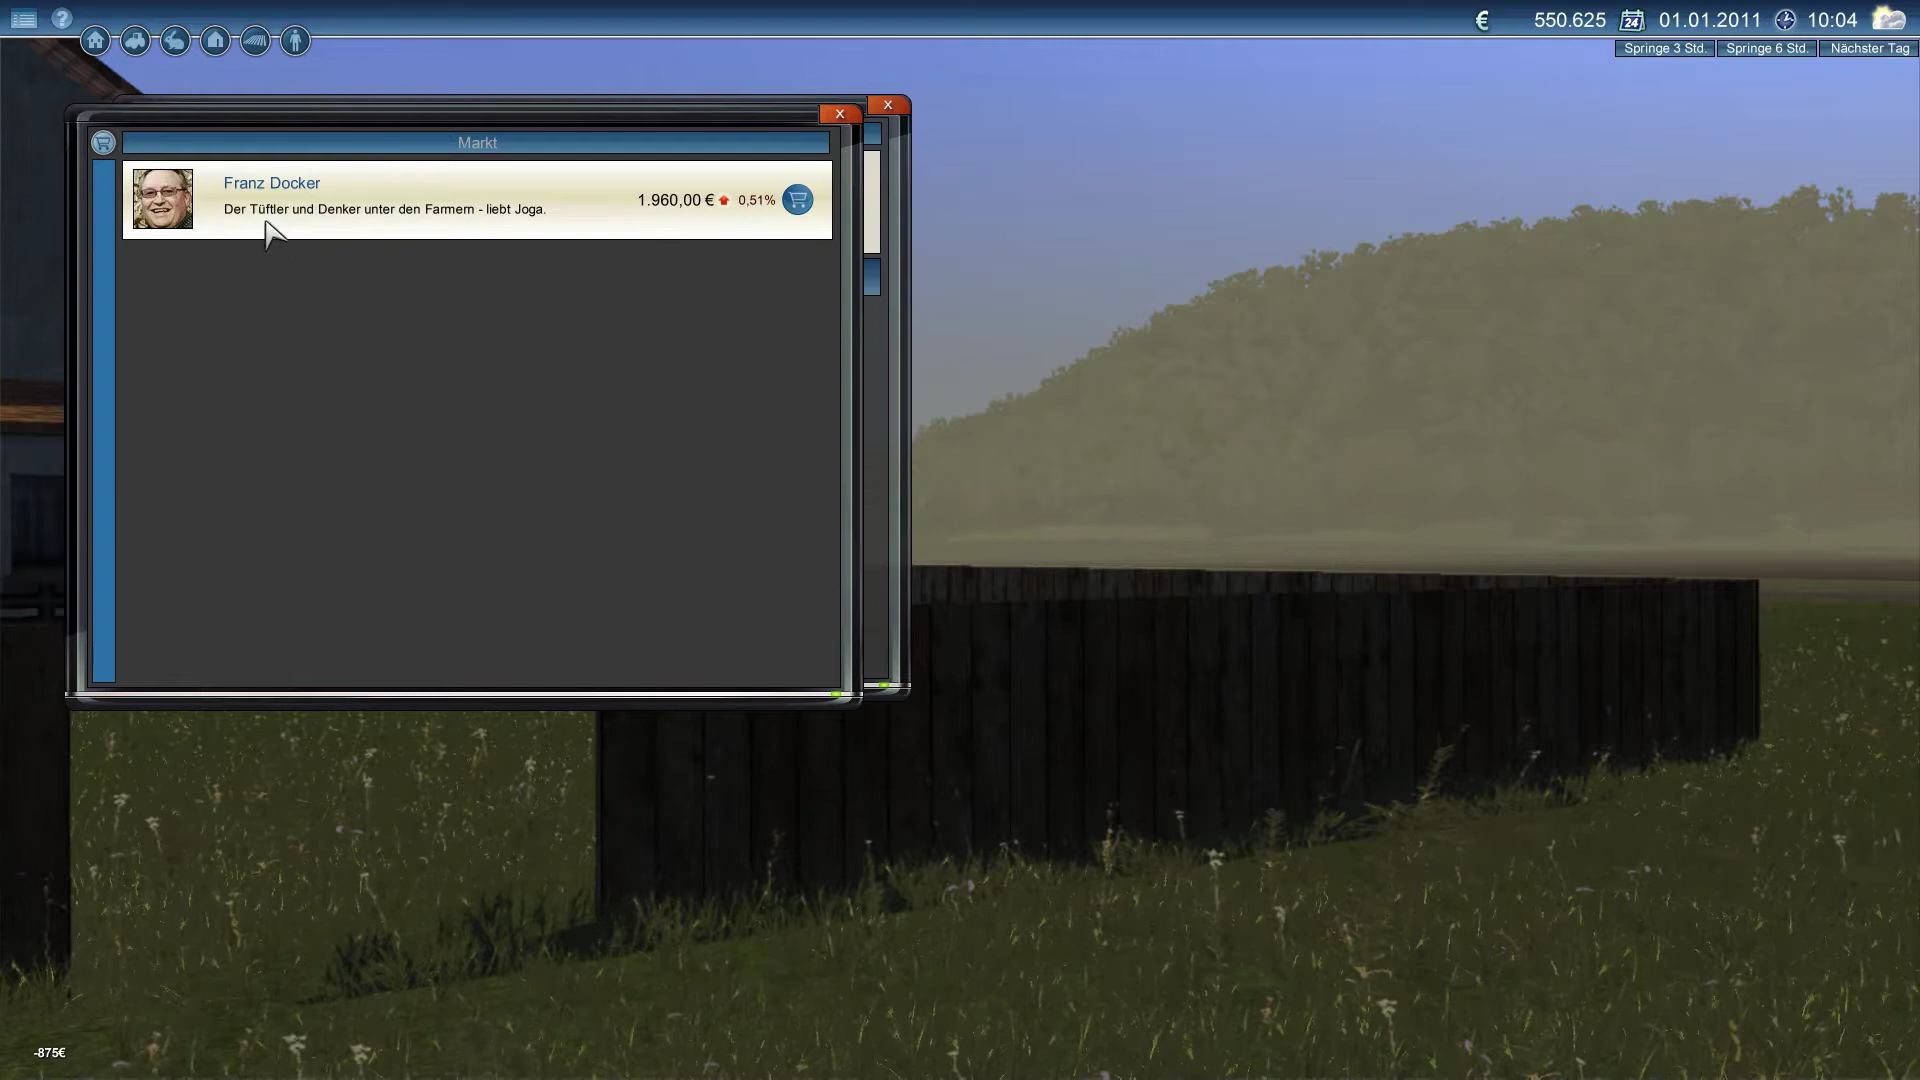 € 550.625 24 01.01.2011 10:04
Springe 3 Std. Springe 6 Std. Nächster Tag
x
x
Markt
Franz Docker
Der Tüftler und Denker unter den Farmern - liebt Joga.
1.960,00 € 0,51%
-875€